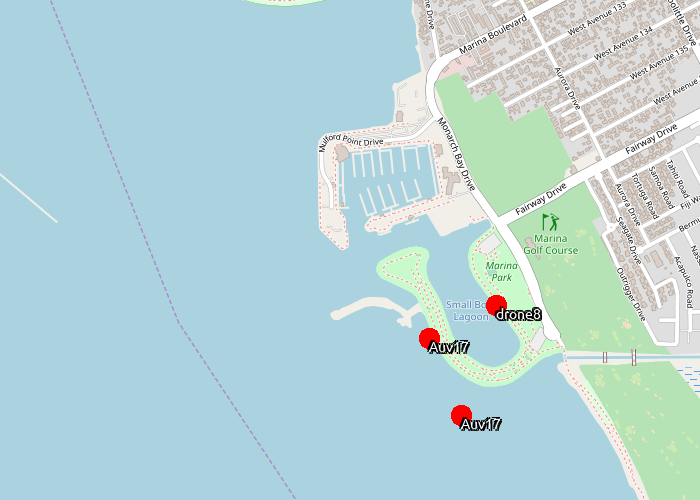 Marina Boulevard
West Avenue 133
West Avenue 134
West Avenue 135
West Avenue
Aurora Drive
Mulford Point Drive
Monarch Bay Drive
Fairway Drive
Fairway Drive
Tahiti Road
Samoa Road
Tortuga Road
Aurora Drive
Seagate Drive
Outrigger Drive
Acapulco Road
Marina
Golf Course
Marina
Park
Small Bo
Lagoon
drone8
Auv17
Auv17